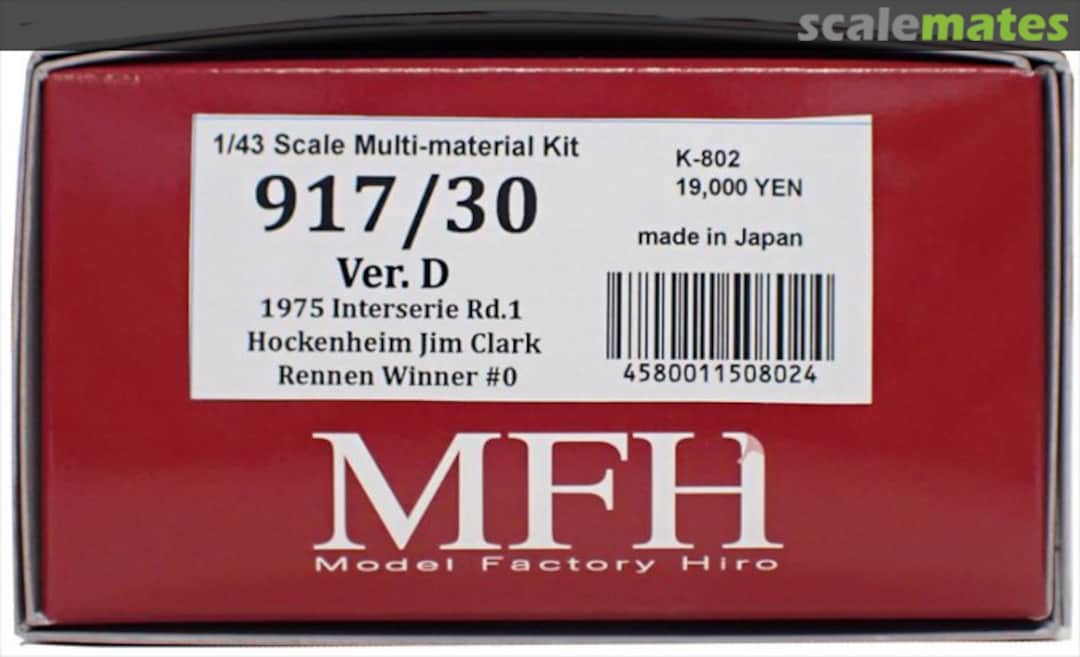 scalemates
1/43 Scale Multi-material Kit
917/30
Ver. D
1975 Interserie Rd.1
Hockenheim Jim Clark
Rennen Winner #0
K-802
19,000 YEN
made in Japan
4580011508024
MFH
Model Factory Hiro